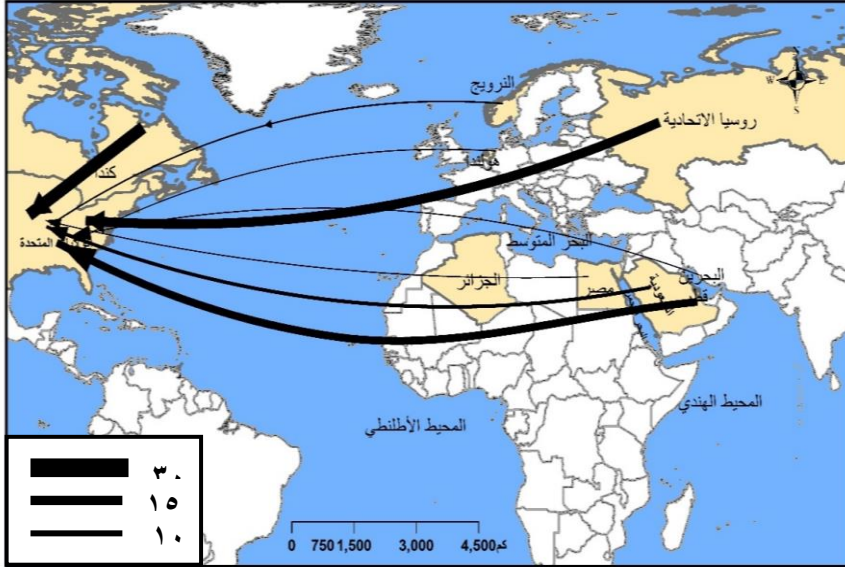 النرويج
N
W
E
S
روسيا الاتحادية
هولندا
كندا
المتحدة
البحر المتوسط
البحرين
الجزائر
مصر
السعودية
قطر
المحيط الهندي
المحيط الأطلنطي
٣٠
١٥
١٠
0 750 1,500 3,000 4,500 كم